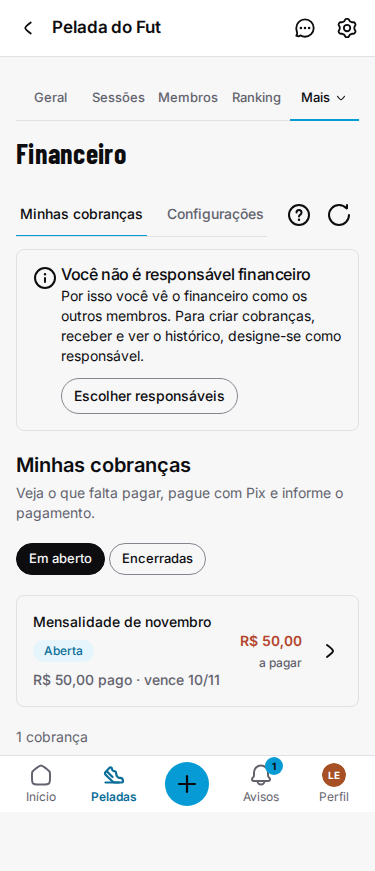 Pelada do Fut
Geral Sessões Membros Ranking Mais
Financeiro
Minhas cobranças Configurações
Você não é responsável financeiro
Por isso você vê o financeiro como os
outros membros. Para criar cobranças,
receber e ver o histórico, designe-se como
responsável.
Escolher responsáveis
Minhas cobranças
Veja o que falta pagar, pague com Pix e informe o
pagamento.
Em aberto Encerradas
Mensalidade de novembro
Aberta
R$ 50,00 pago · vence 10/11
R$ 50,00
a pagar
1 cobrança
1
LE
Início Peladas Avisos Perfil